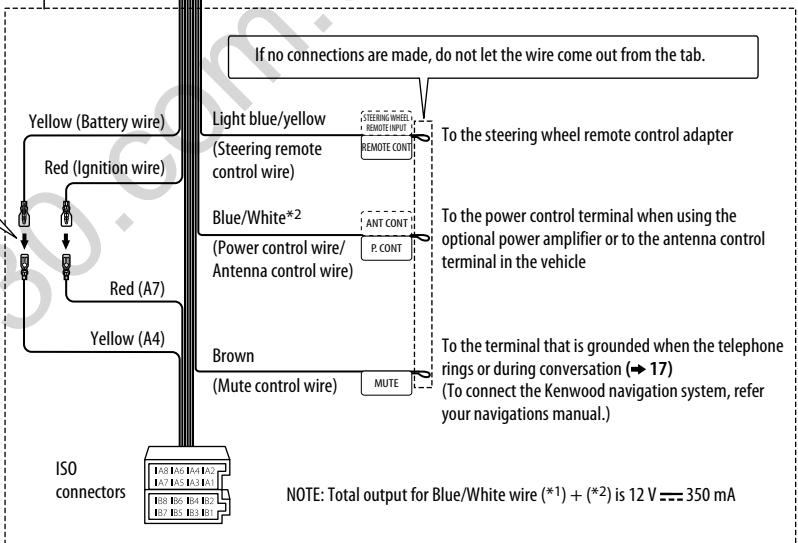 If no connections are made, do not let the wire come out from the tab.
Yellow (Battery wire)
Red (Ignition wire)
Light blue/yellow
(Steering remote
control wire)
STEERING WHEEL
REMOTE INPUT
REMOTE CONT
To the steering wheel remote control adapter
Blue/White*2
(Power control wire/
Antenna control wire)
ANT CONT
P. CONT
To the power control terminal when using the
optional power amplifier or to the antenna control
terminal in the vehicle
Red (A7)
Yellow (A4)
Brown
(Mute control wire)
MUTE
To the terminal that is grounded when the telephone
rings or during conversation (➜ 17)
(To connect the Kenwood navigation system, refer
your navigations manual.)
ISO
connectors
A8 A6 A4 A2
A7 A5 A3 A1
B8 B6 B4 B2
B7 B5 B3 B1
NOTE: Total output for Blue/White wire (*1) + (*2) is 12 V ⎓ 350 mA
30.com